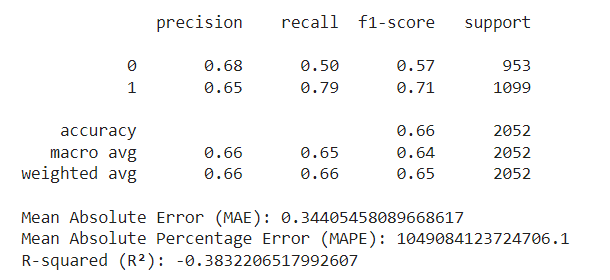 precision recall f1-score support
0 0.68 0.50 0.57 953
1 0.65 0.79 0.71 1099
accuracy 0.66 2052
macro avg 0.66 0.65 0.64 2052
weighted avg 0.66 0.66 0.65 2052
Mean Absolute Error (MAE): 0.34405458089668617
Mean Absolute Percentage Error (MAPE): 1049084123724706.1
R-squared (R²): -0.3832206517992607